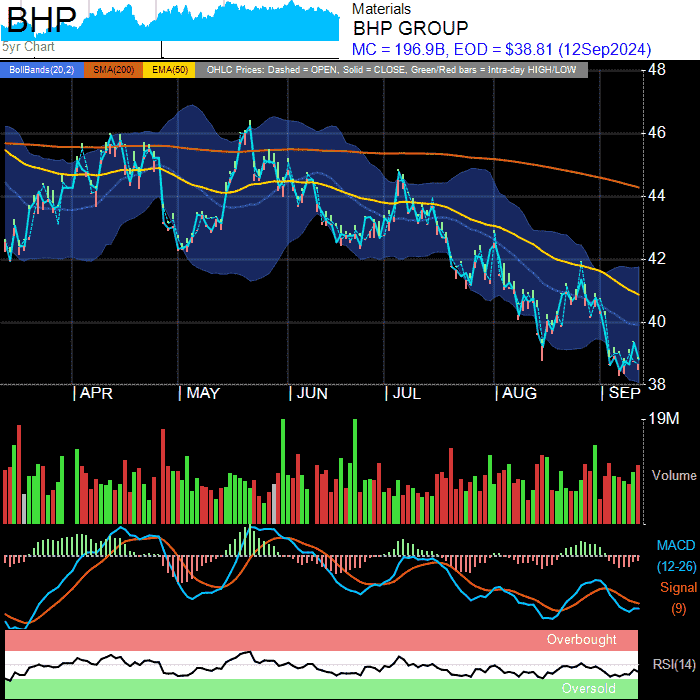 BHP
5yr Chart
Materials
BHP GROUP
MC = 196.9B, EOD = $38.81 (12Sep2024)
BollBands(20,2) SMA(200) EMA(50) OHLC Prices: Dashed = OPEN, Solid = CLOSE, Green/Red bars = Intra-day HIGH/LOW
48
46
44
42
40
38
APR MAY JUN JUL AUG SEP
19M
Volume
MACD
(12-26)
Signal
(9)
Overbought
RSI(14)
Oversold